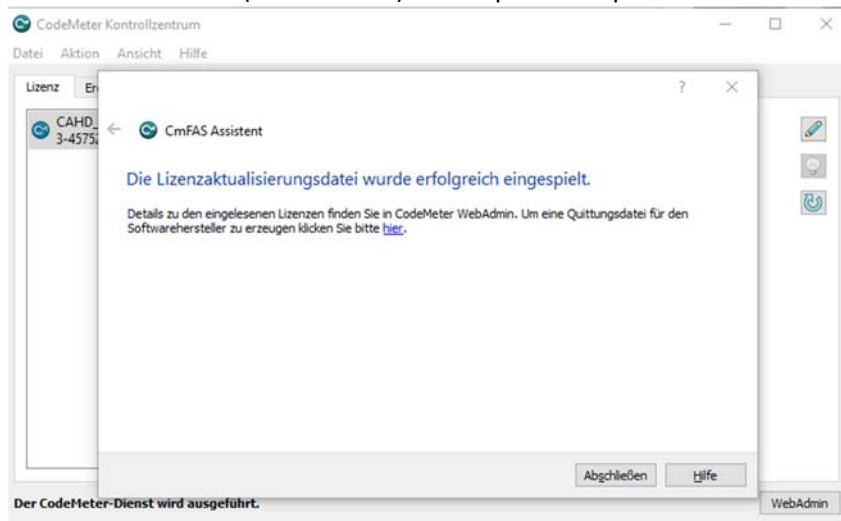 CodeMeter Kontrollzentrum
Datei Aktion Ansicht Hilfe
Lizenz
CAHD_
3-4575
CmFAS Assistent
Die Lizenzaktualisierungsdatei wurde erfolgreich eingespielt.
Details zu den eingelesenen Lizenzen finden Sie in CodeMeter WebAdmin. Um eine Quittungsdatei für den
Softwarehersteller zu erzeugen klicken Sie bitte hier.
Abschließen Hilfe
Der CodeMeter-Dienst wird ausgeführt. WebAdmin